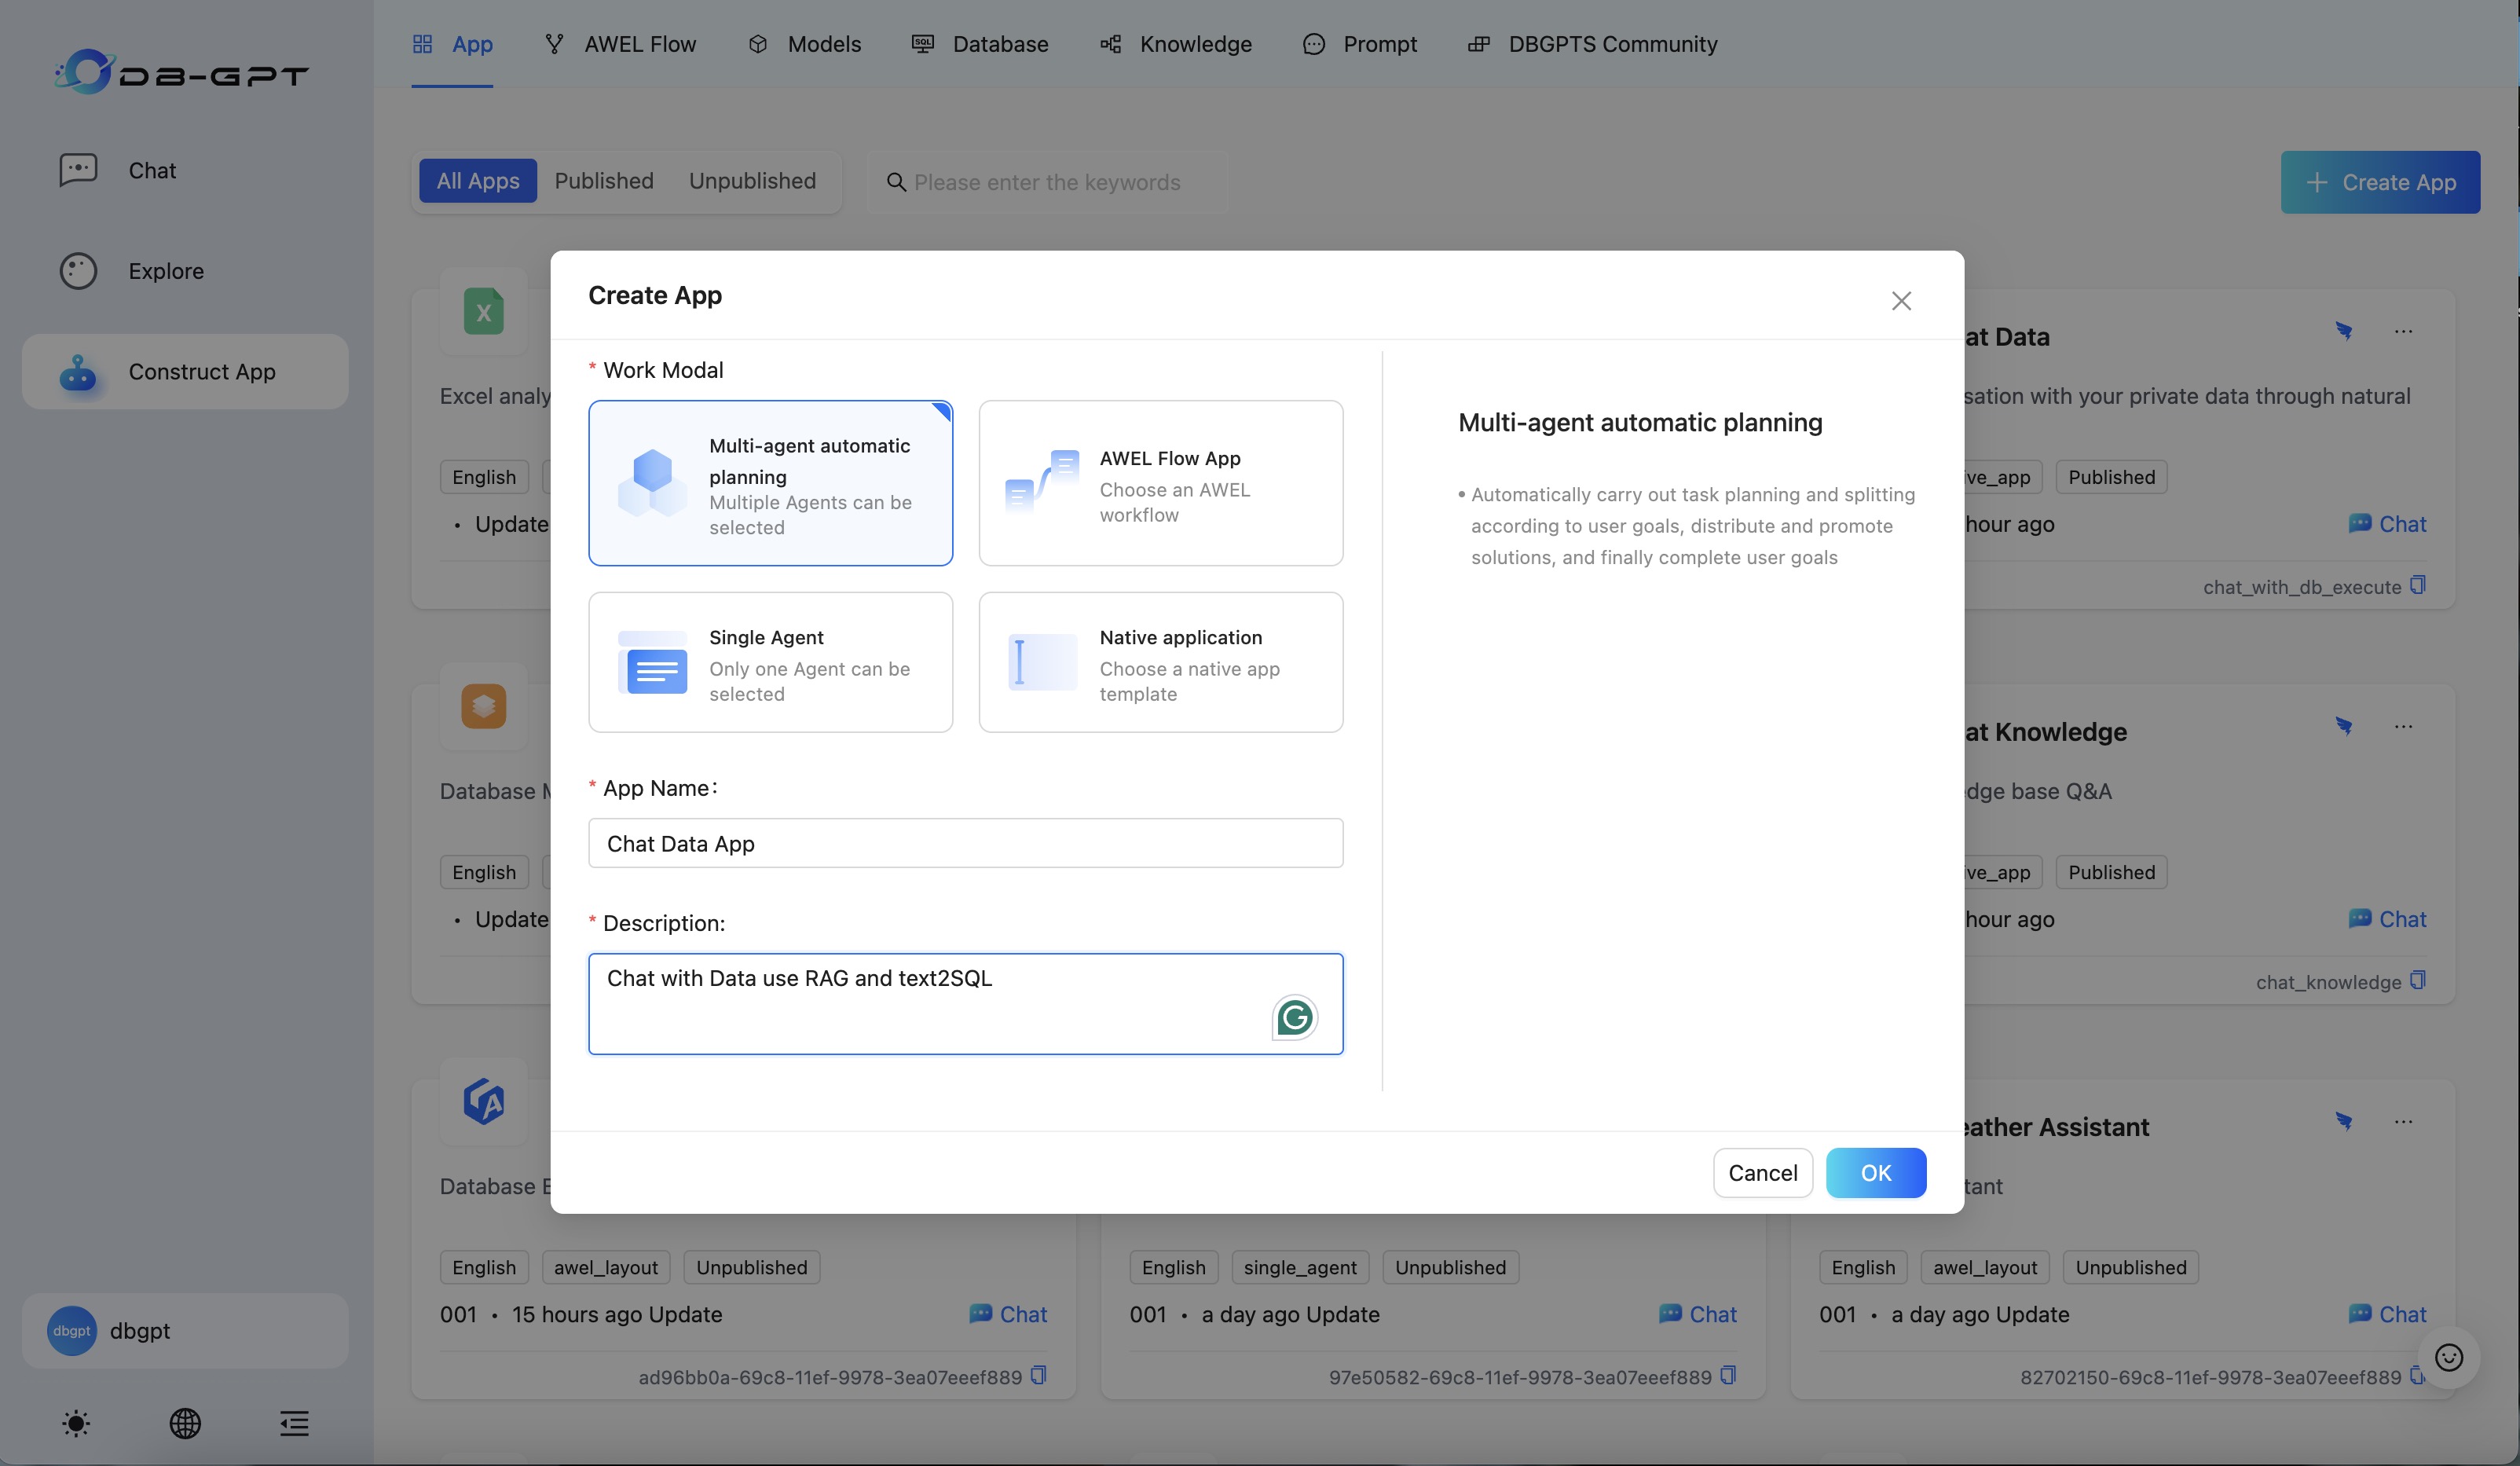 DB-GPT
App
AWEL Flow
Models
Database
Knowledge
Prompt
DBGPTS Community
Chat
Explore
Construct App
All Apps
Published
Unpublished
Please enter the keywords
Create App
Create App
* Work Modal
Multi-agent automatic
planning
Multiple Agents can be
selected
AWEL Flow App
Choose an AWEL
workflow
Single Agent
Only one Agent can be
selected
Native application
Choose a native app
template
* App Name:
Chat Data App
* Description:
Chat with Data use RAG and text2SQL
Multi-agent automatic planning
• Automatically carry out task planning and splitting
according to user goals, distribute and promote
solutions, and finally complete user goals
Cancel
OK
X
Excel analy
English
• Update
at Data
sation with your private data through natural
ive_app
Published
hour ago
Chat
chat_with_db_execute
Database
English
• Update
at Knowledge
edge base Q&A
ive_app
Published
hour ago
Chat
chat_knowledge
Database
English
awel_layout
Unpublished
001 • 15 hours ago Update
Chat
ad96bb0a-69c8-11ef-9978-3ea07eeef889
English
single_agent
Unpublished
001 • a day ago Update
Chat
97e50582-69c8-11ef-9978-3ea07eeef889
eather Assistant
tant
English
awel_layout
Unpublished
001 • a day ago Update
Chat
82702150-69c8-11ef-9978-3ea07eeef889
dbgpt
dbgpt